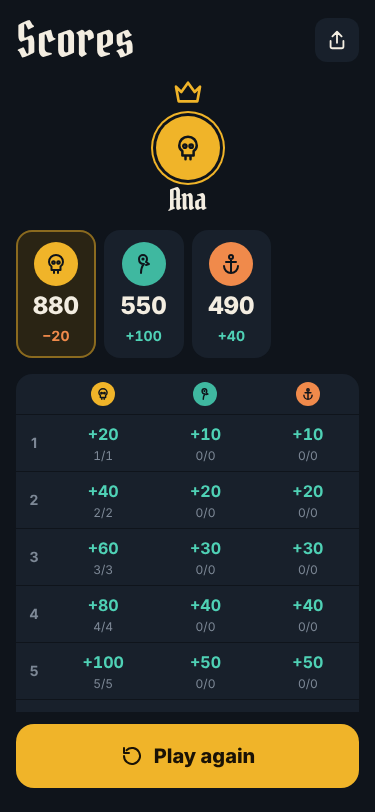 Scores
Ana
880 550 490
−20 +100 +40
+20 +10 +10
1
1/1 0/0 0/0
+40 +20 +20
2
2/2 0/0 0/0
+60 +30 +30
3
3/3 0/0 0/0
+80 +40 +40
4
4/4 0/0 0/0
+100 +50 +50
5
5/5 0/0 0/0
Play again